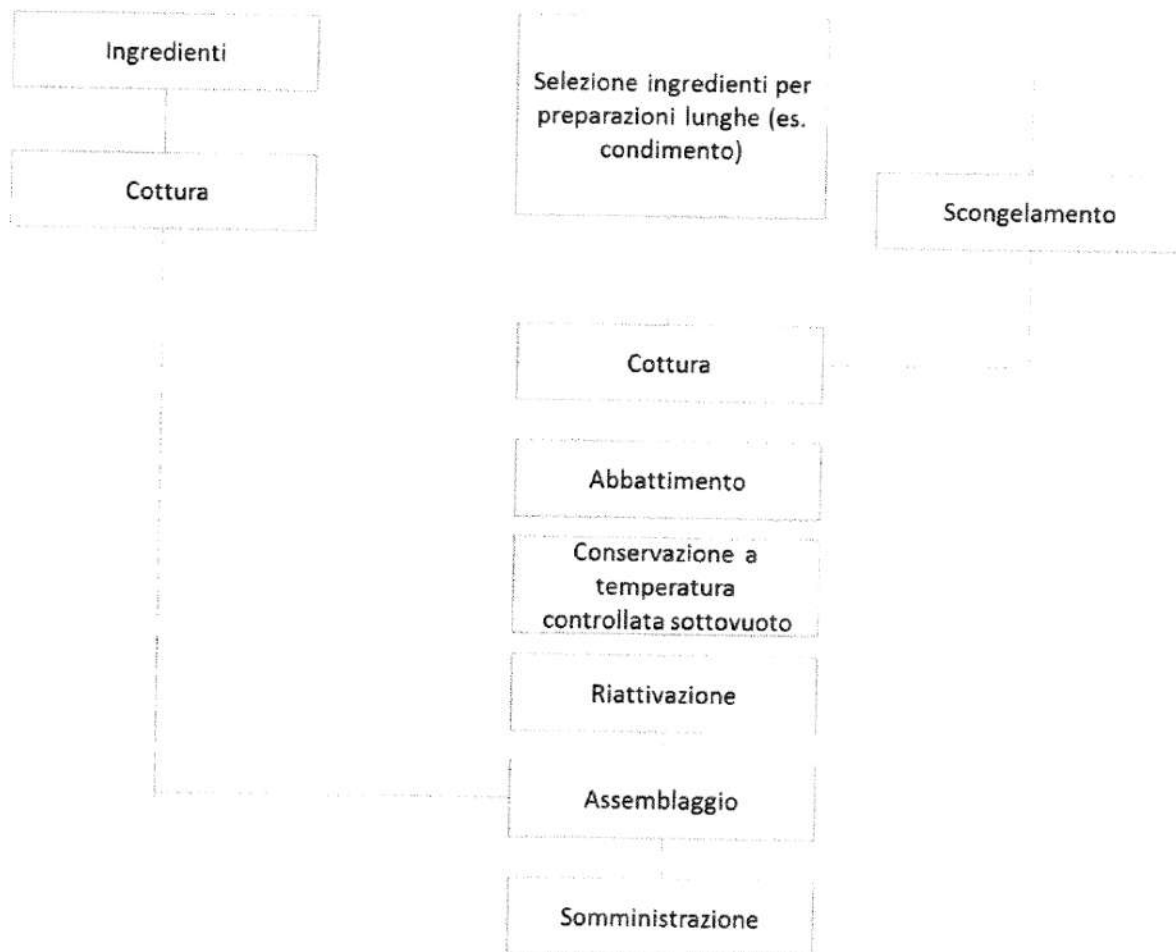 Ingredienti
Selezione ingredienti per
preparazioni lunghe (es.
condimento)
Cottura
Scongelamento
Cottura
Abbattimento
Conservazione a
temperatura
controllata sottovuoto
Riattivazione
Assemblaggio
Somministrazione